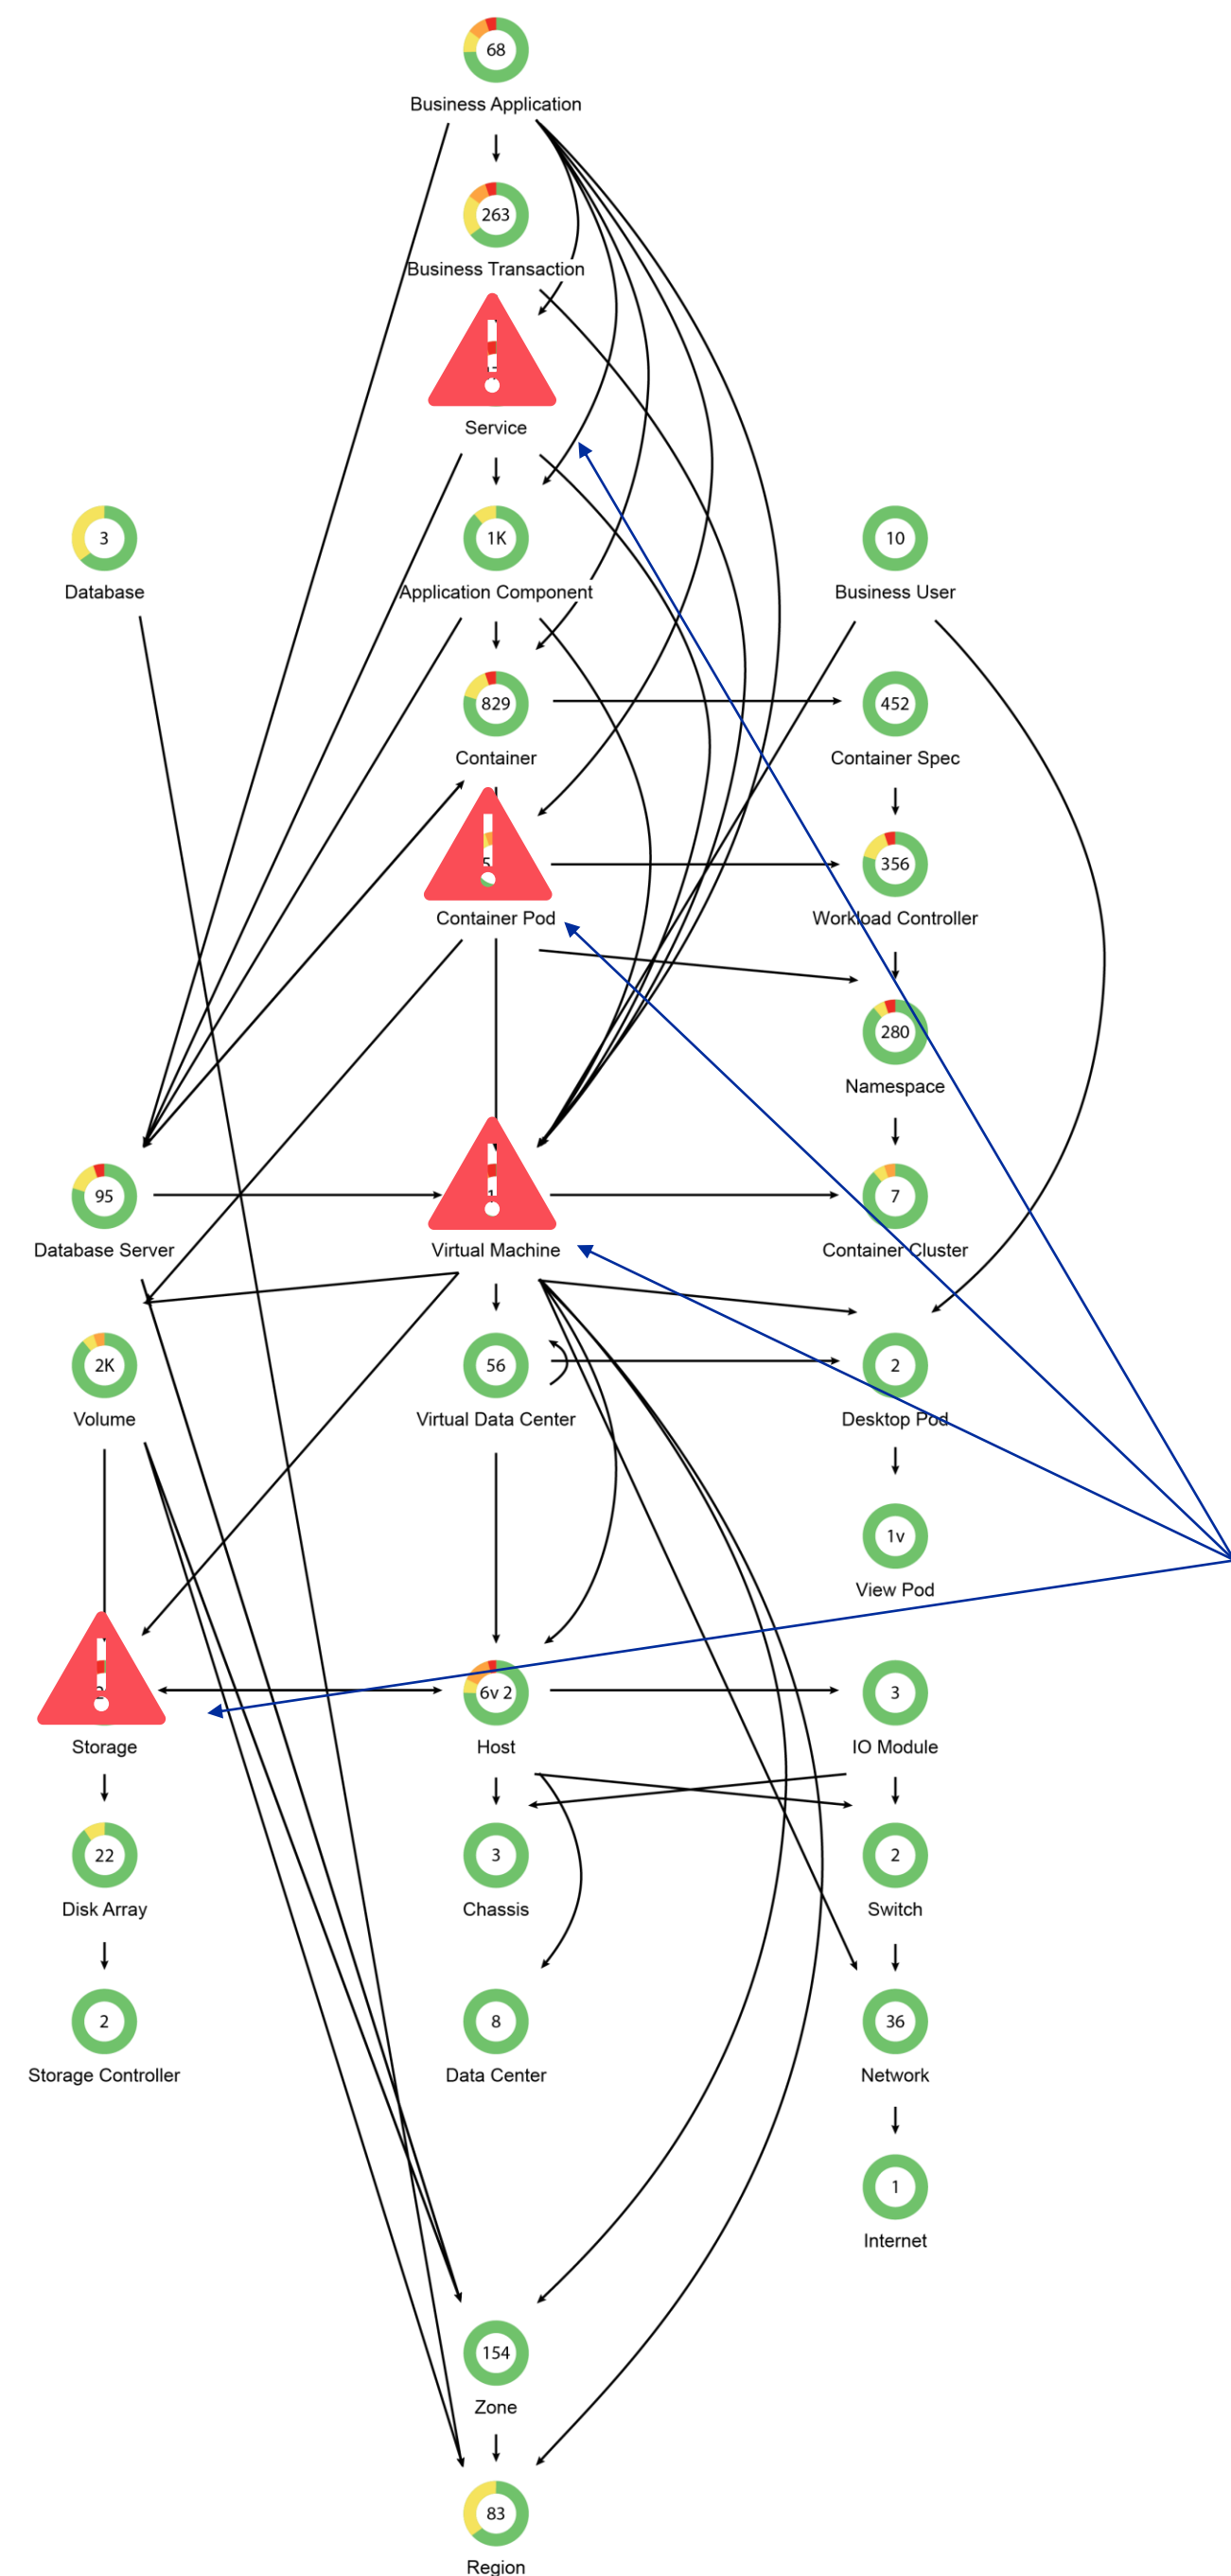 68
Business Application
263
Business Transaction
Service
3
Database
1K
Application Component
10
Business User
829
Container
452
Container Spec
Container Pod
356
Workload Controller
280
Namespace
95
Database Server
Virtual Machine
7
Container Cluster
2K
Volume
56
Virtual Data Center
2
Desktop Pod
1v
View Pod
Storage
6v 2
Host
3
IO Module
22
Disk Array
3
Chassis
2
Switch
2
Storage Controller
8
Data Center
36
Network
1
Internet
154
Zone
83
Region